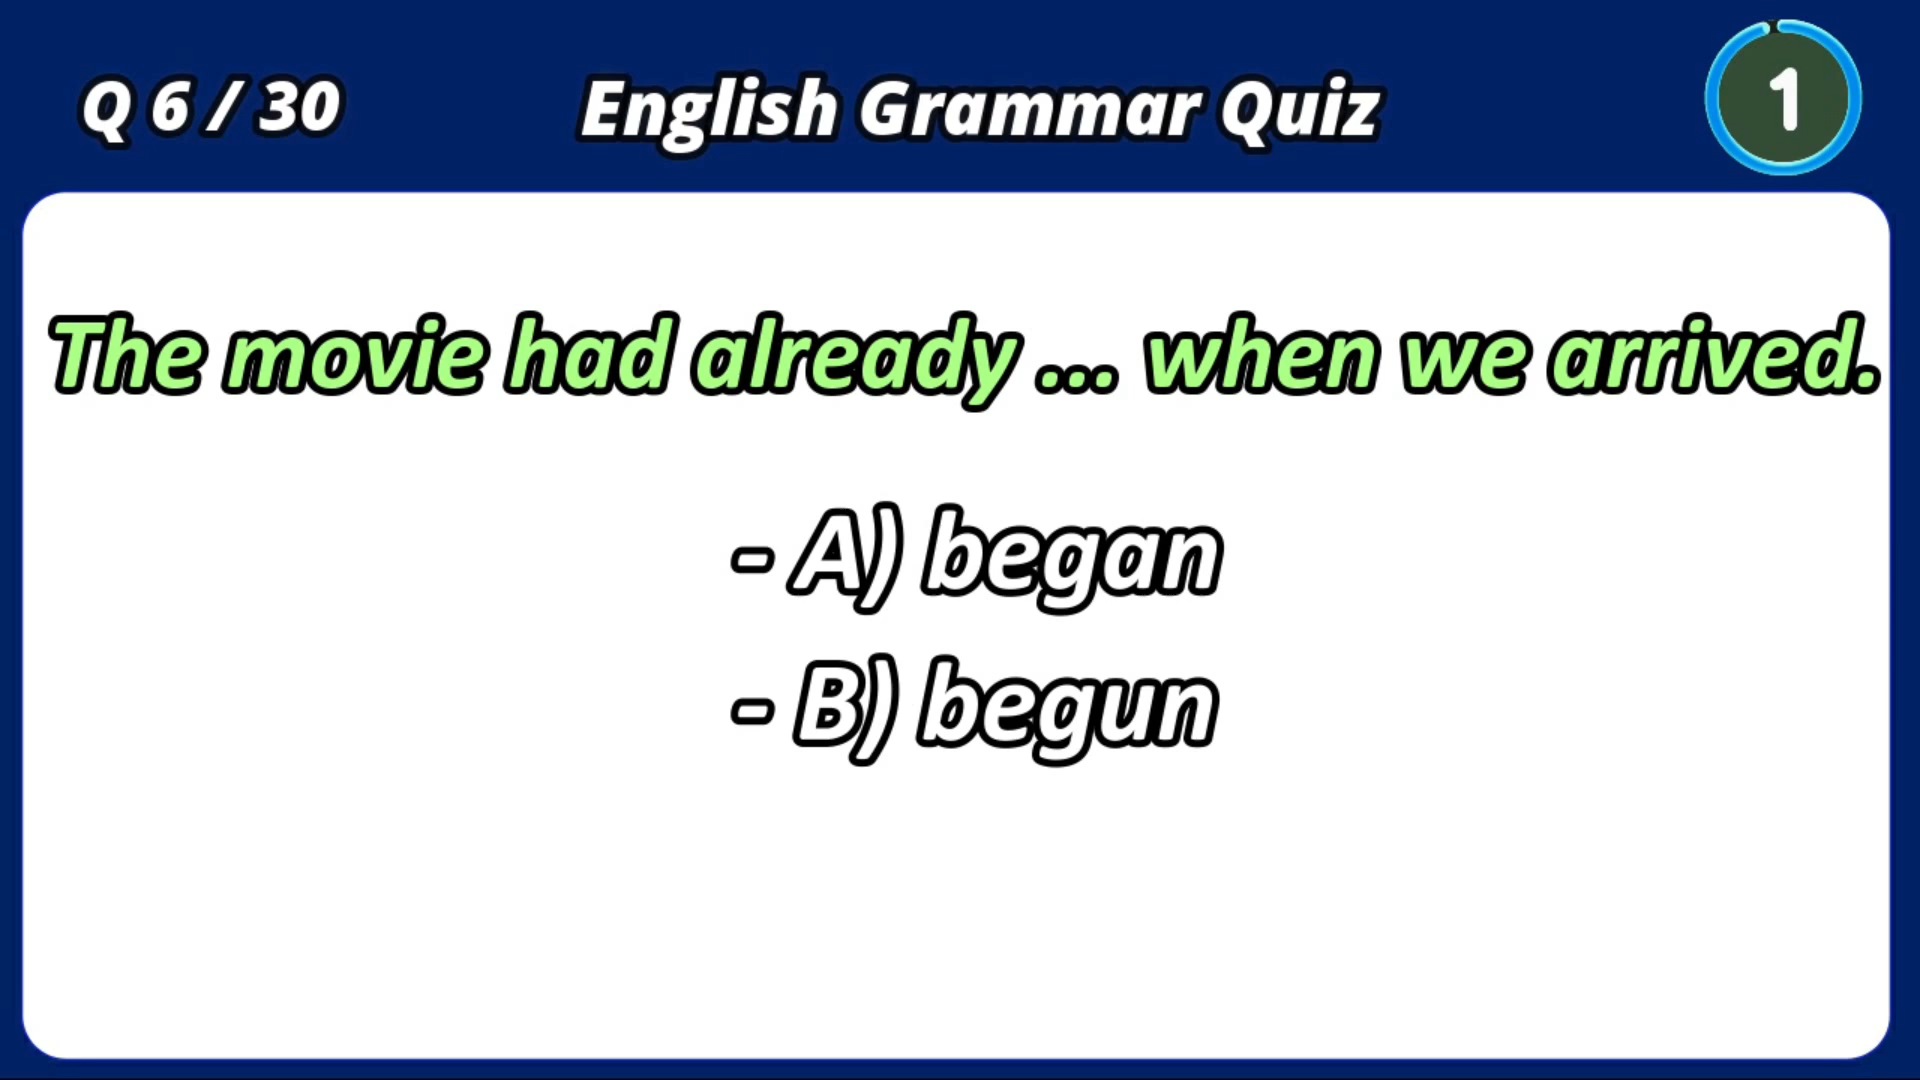 Q 6 / 30
English Grammar Quiz
1
The movie had already ... when we arrived.
- A) began
- B) begun